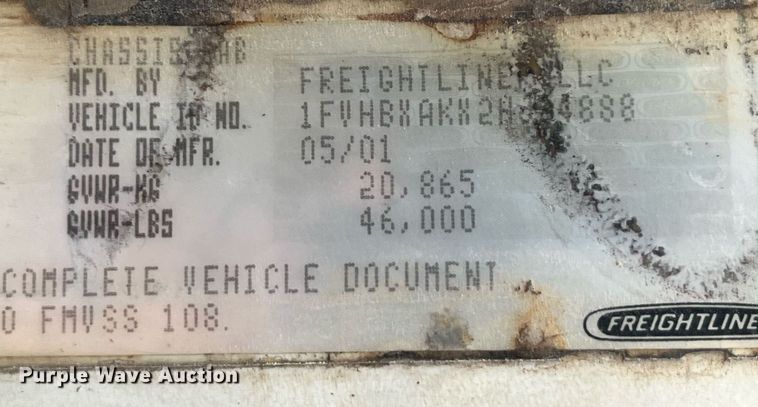 CHASSIS CAB
MFD. BY FREIGHTLINER LLC
VEHICLE ID NO.
DATE OF MFR. 05/01
GVWR-KG 20,865
GVWR-LBS 46,000
COMPLETE VEHICLE DOCUMENT
O FMVSS 108.
FREIGHTLINE
Purple Wave Auction